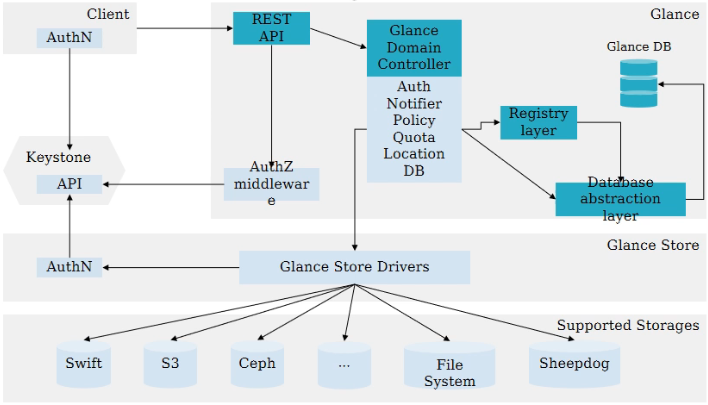 Client
AuthN
Glance
REST
API
Glance
Domain
Controller
Glance DB
Auth
Notifier
Policy
Quota
Location
DB
Registry
layer
Keystone
API
AuthZ
middlewar
e
Database
abstraction
layer
Glance Store
AuthN
Glance Store Drivers
Supported Storages
Swift
S3
Ceph
...
File
System
Sheepdog